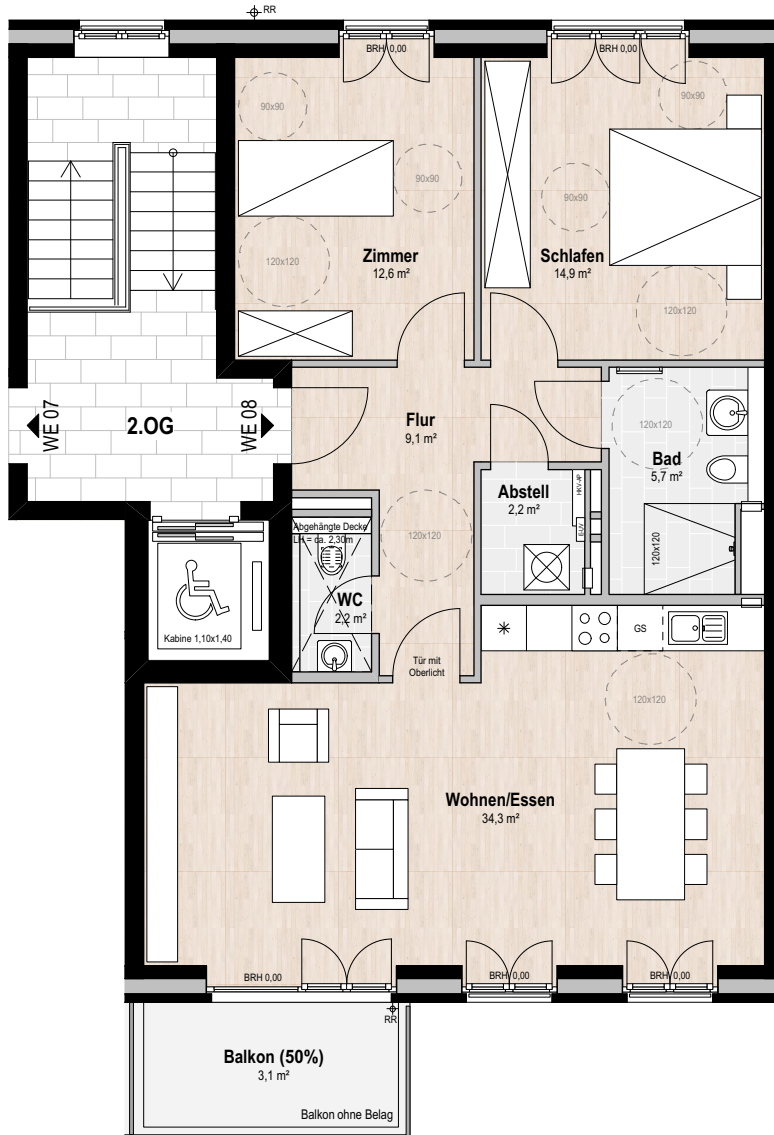 RR
BRH 0,00
BRH 0,00
90x90
90x90
90x90
90x90
120x120
Zimmer
12,6 m²
Schlafen
14,9 m²
120x120
WE 07
2.OG
WE 08
Flur
9,1 m²
120x120
Bad
5,7 m²
Abstell
2,2 m²
HKV-AP
E-UV
120x120
Abgehängte Decke
LH = ca. 2,30m
120x120
WC
2,2 m²
Kabine 1,10x1,40
GS
Tür mit
Oberlicht
120x120
Wohnen/Essen
34,3 m²
BRH 0,00
BRH 0,00
BRH 0,00
RR
Balkon (50%)
3,1 m²
Balkon ohne Belag